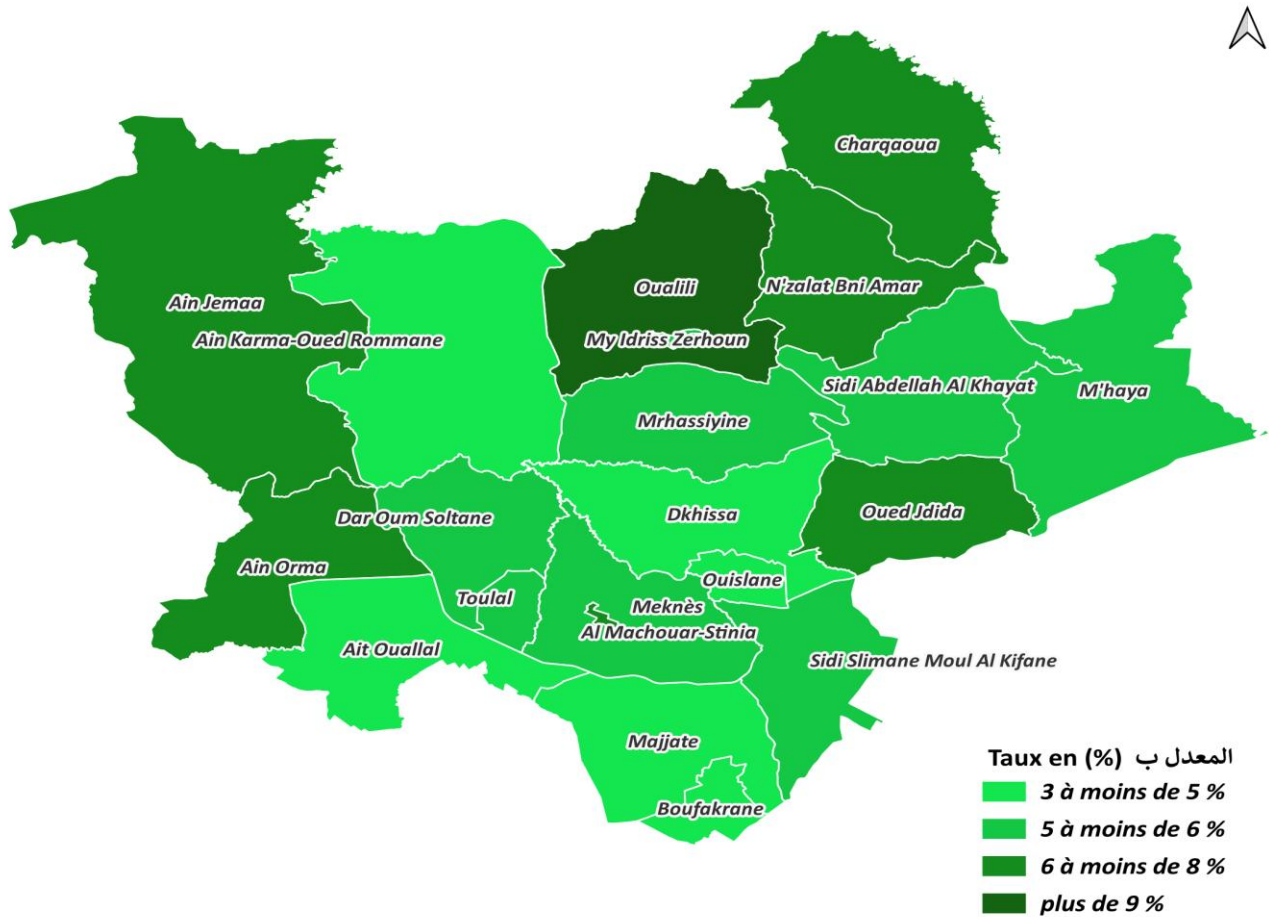 Charqaoua
Oualili
N'zalat Bni Amar
Ain Jemaa
Ain Karma-Oued Rommane
My Idriss Zerhoun
Sidi Abdellah Al Khayat
M'haya
Mrhassiyine
Dkhissa
Oued Jdida
Dar Oum Soltane
Ain Orma
Ouislane
Toulal
Meknès
Al Machouar-Stinia
Ait Ouallal
Sidi Slimane Moul Al Kifane
Majjate
Boufakrane
Taux en (%) المعدل ب
3 à moins de 5 %
5 à moins de 6 %
6 à moins de 8 %
plus de 9 %